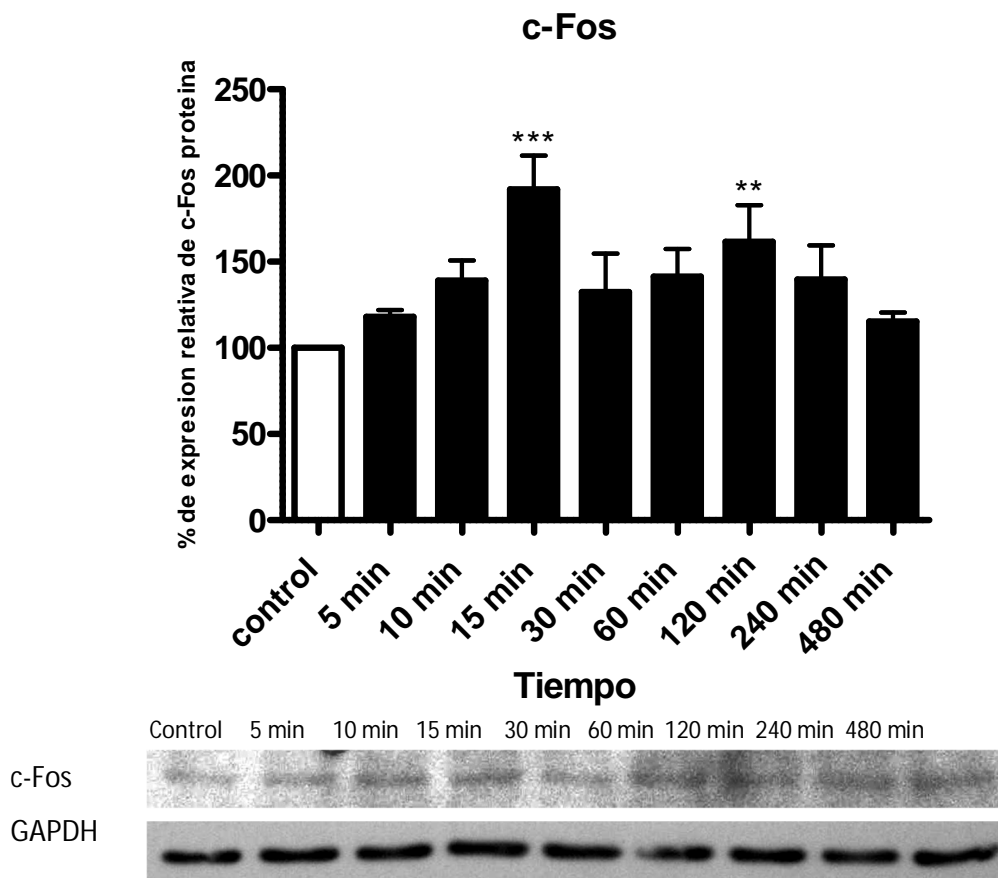 c-Fos
% de expresion relativa de c-Fos proteina
250
200
150
100
50
0
***
**
control
5 min
10 min
15 min
30 min
60 min
120 min
240 min
480 min
Tiempo
Control 5 min 10 min 15 min 30 min 60 min 120 min 240 min 480 min
c-Fos
GAPDH